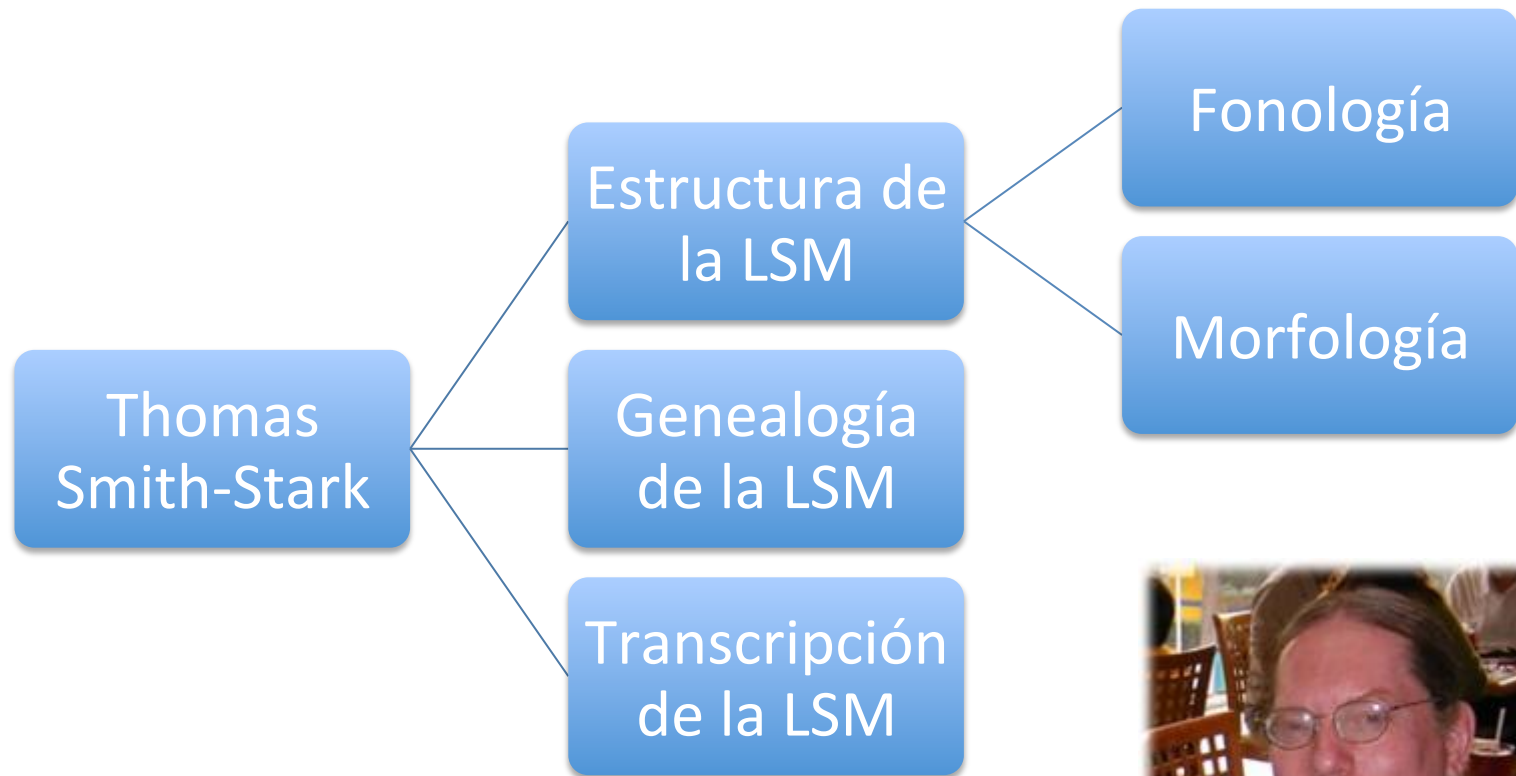 Thomas
Smith-Stark
Estructura de
la LSM
Genealogía
de la LSM
Transcripción
de la LSM
Fonología
Morfología